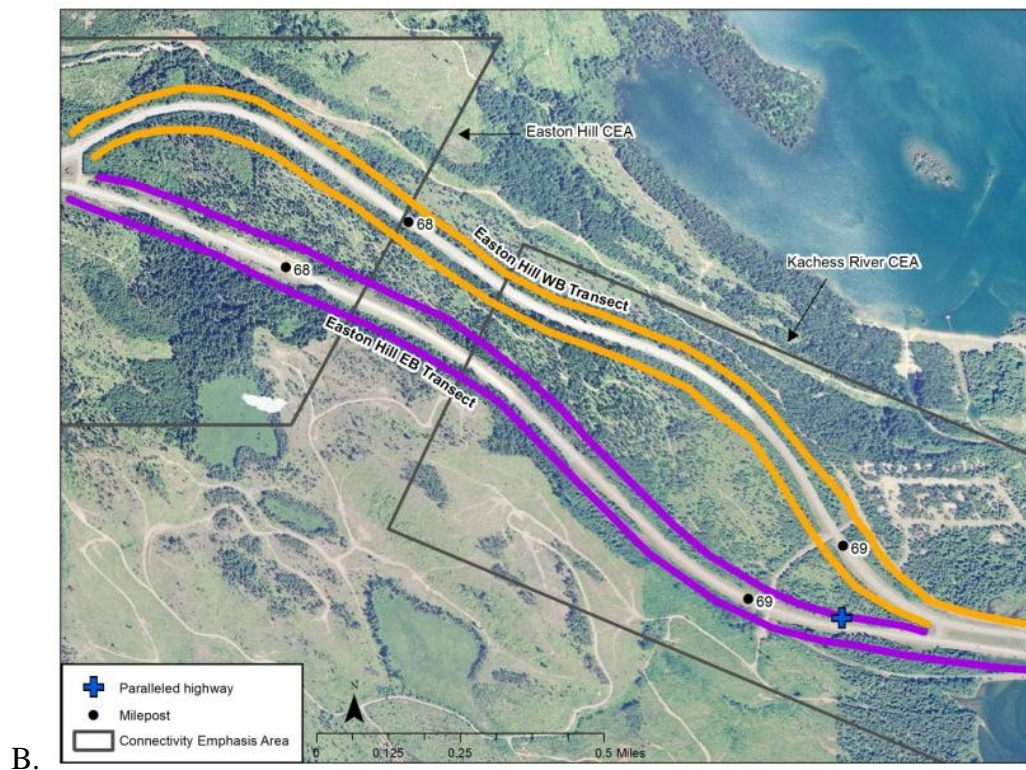 Easton Hill CEA
68
Easton Hill WB Transect
Kachess River CEA
68
Easton Hill EB Transect
69
69
Paralleled highway
Milepost
Connectivity Emphasis Area
N
0 0.125 0.25 0.5 Miles
B.